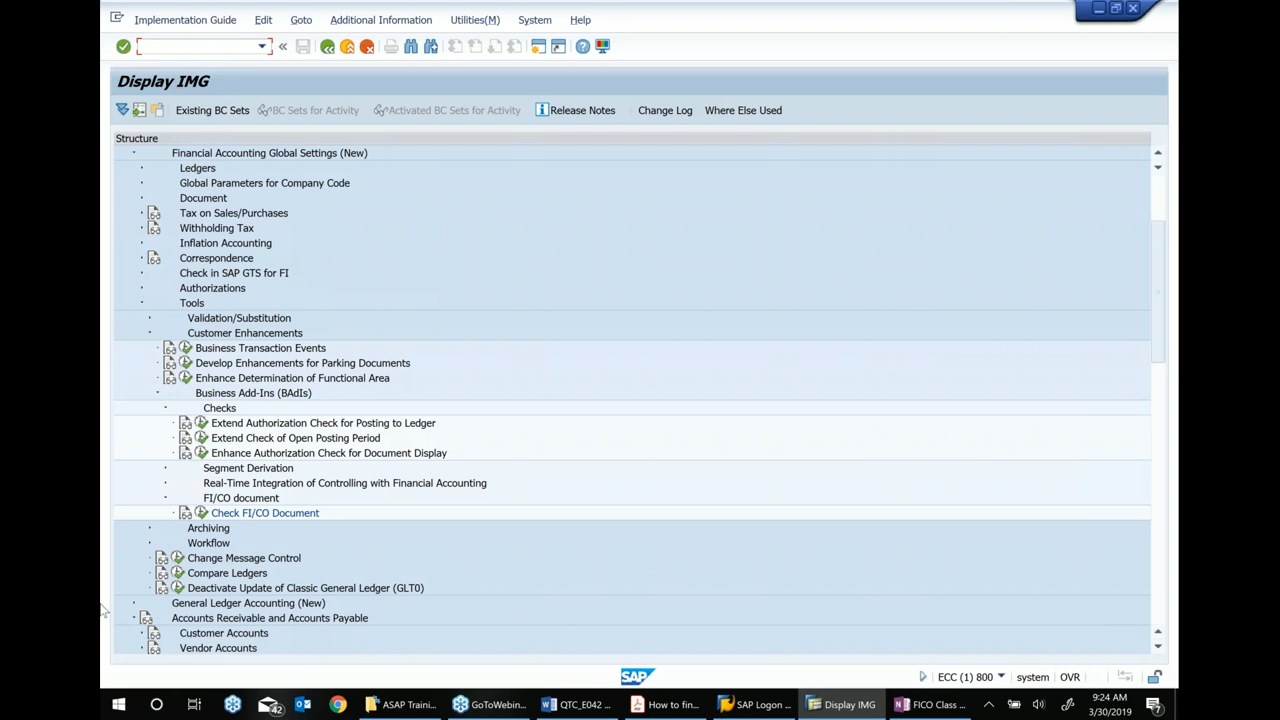 Implementation Guide Edit Goto Additional Information Utilities(M) System Help
Display IMG
Existing BC Sets BC Sets for Activity Activated BC Sets for Activity Release Notes Change Log Where Else Used
Structure
Financial Accounting Global Settings (New)
Ledgers
Global Parameters for Company Code
Document
Tax on Sales/Purchases
Withholding Tax
Inflation Accounting
Correspondence
Check in SAP GTS for FI
Authorizations
Tools
Validation/Substitution
Customer Enhancements
Business Transaction Events
Develop Enhancements for Parking Documents
Enhance Determination of Functional Area
Business Add-Ins (BAdIs)
Checks
Extend Authorization Check for Posting to Ledger
Extend Check of Open Posting Period
Enhance Authorization Check for Document Display
Segment Derivation
Real-Time Integration of Controlling with Financial Accounting
FI/CO document
Check FI/CO Document
Archiving
Workflow
Change Message Control
Compare Ledgers
Deactivate Update of Classic General Ledger (GLT0)
General Ledger Accounting (New)
Accounts Receivable and Accounts Payable
Customer Accounts
Vendor Accounts
SAP ECC (1) 800 system OVR
42 ASAP Traini... GoToWebin... QTC_E042 ... How to fin... SAP Logon ... Display IMG FICO Class ... 9:24 AM
3/30/2019 7